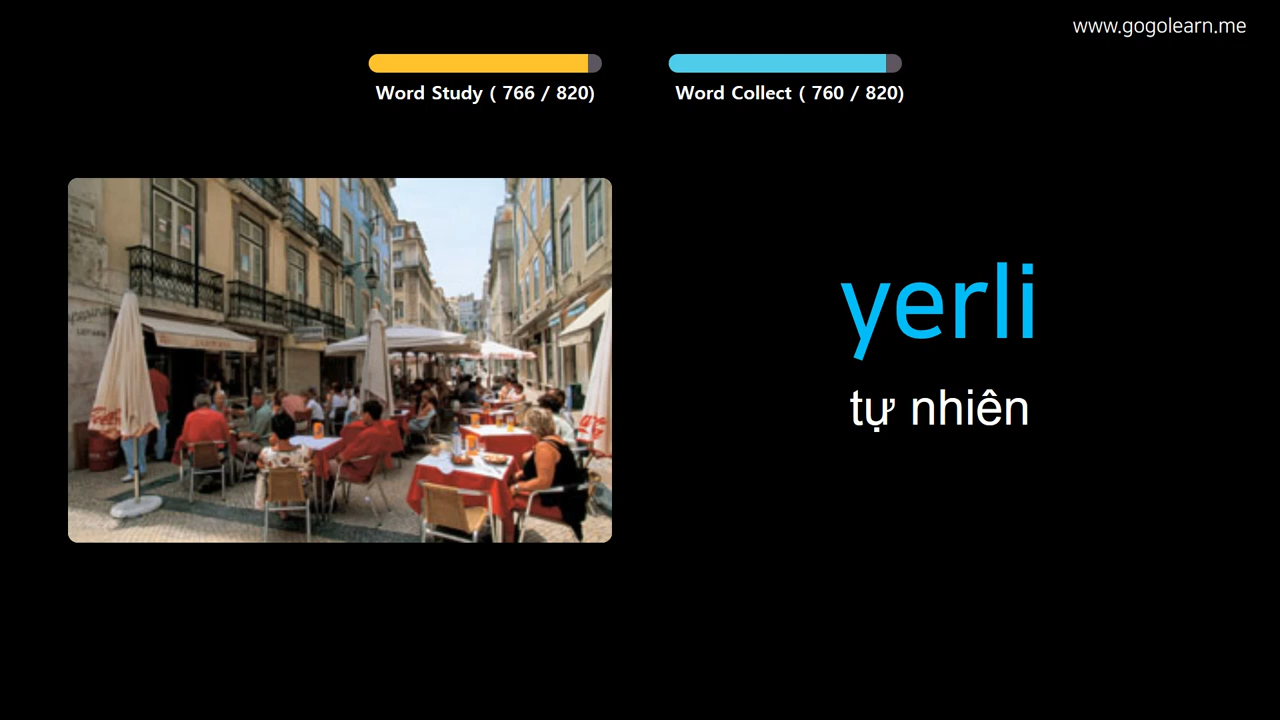 www.gogolearn.me
Word Study ( 766 / 820)
Word Collect ( 760 / 820)
yerli
tự nhiên